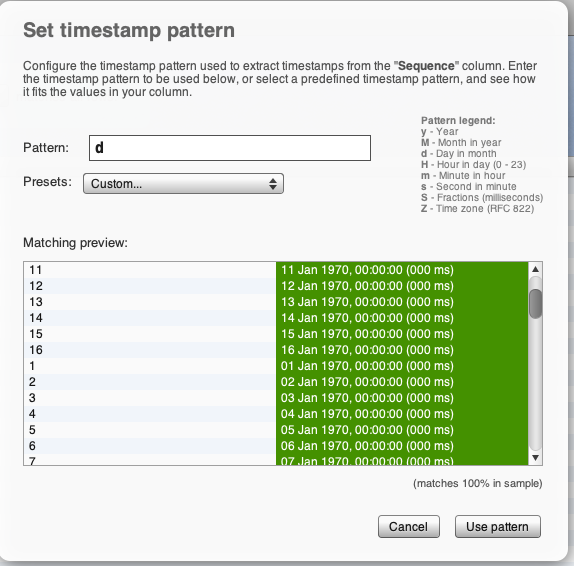 Set timestamp pattern
Configure the timestamp pattern used to extract timestamps from the "Sequence" column. Enter
the timestamp pattern to be used below, or select a predefined timestamp pattern, and see how
it fits the values in your column.
Pattern legend:
y - Year
M - Month in year
d - Day in month
H - Hour in day (0 - 23)
m - Minute in hour
s - Second in minute
S - Fractions (milliseconds)
Z - Time zone (RFC 822)
Pattern: d
Presets: Custom...
Matching preview:
11 11 Jan 1970, 00:00:00 (000 ms)
12 12 Jan 1970, 00:00:00 (000 ms)
13 13 Jan 1970, 00:00:00 (000 ms)
14 14 Jan 1970, 00:00:00 (000 ms)
15 15 Jan 1970, 00:00:00 (000 ms)
16 16 Jan 1970, 00:00:00 (000 ms)
1 01 Jan 1970, 00:00:00 (000 ms)
2 02 Jan 1970, 00:00:00 (000 ms)
3 03 Jan 1970, 00:00:00 (000 ms)
4 04 Jan 1970, 00:00:00 (000 ms)
5 05 Jan 1970, 00:00:00 (000 ms)
6 06 Jan 1970, 00:00:00 (000 ms)
7 07 Jan 1970, 00:00:00 (000 ms)
(matches 100% in sample)
Cancel Use pattern